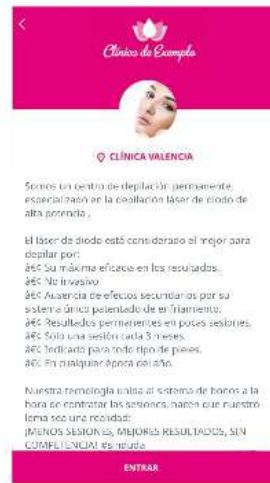 Clínica de Ejemplo
CLÍNICA VALENCIA
Somos un centro de depilación permanente,
especializado en la depilación láser de diodo de
alta potencia .
El láser de diodo está considerado el mejor para
depilar por:
â€¢ Su máxima eficacia en los resultados.
â€¢ No invasivo
â€¢ Ausencia de efectos secundarios por su
sistema único patentado de enfriamiento.
â€¢ Resultados permanentes en pocas sesiones.
â€¢ Sólo una sesión cada 3 meses.
â€¢ Indicado para todo tipo de pieles.
â€¢ En cualquier época del año.
Nuestra tecnología unida al sistema de bonos a la
hora de contratar las sesiones, hacen que nuestro
lema sea una realidad:
¡MENOS SESIONES, MEJORES RESULTADOS, SIN
COMPETENCIA! #sinduda
ENTRAR